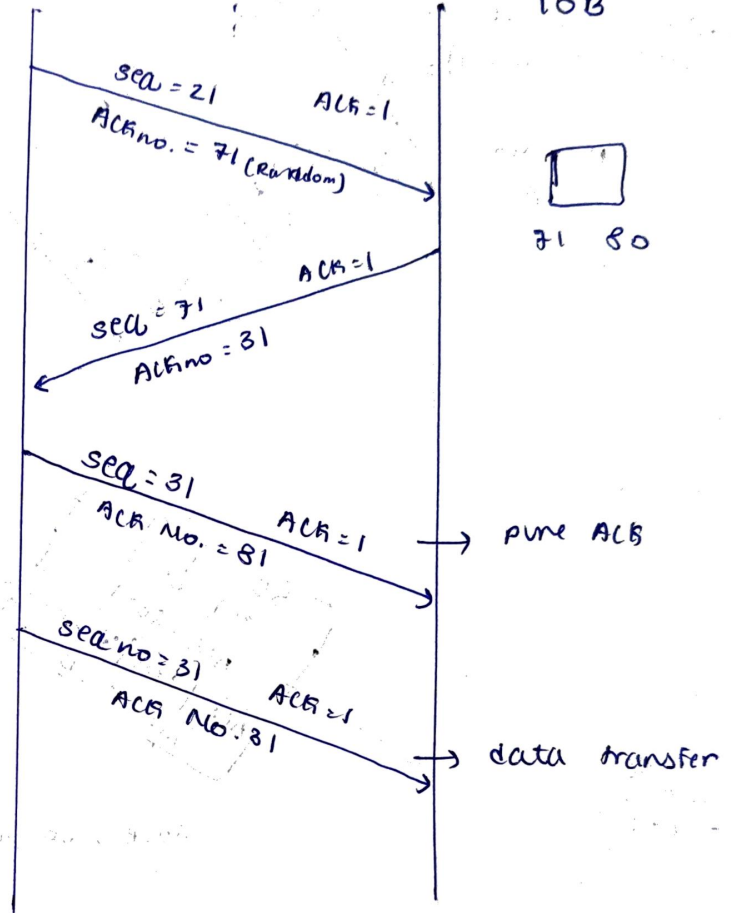 10B
seq = 21 ACK = 1.
ACK no. = 71 (Random)
71 80
ACK = 1
seq = 71
ACK no = 31
seq = 31
ACK No. = 81 ACK = 1
pure ACK
seq no = 31
ACK No. 81 ACK = 1
data transfer